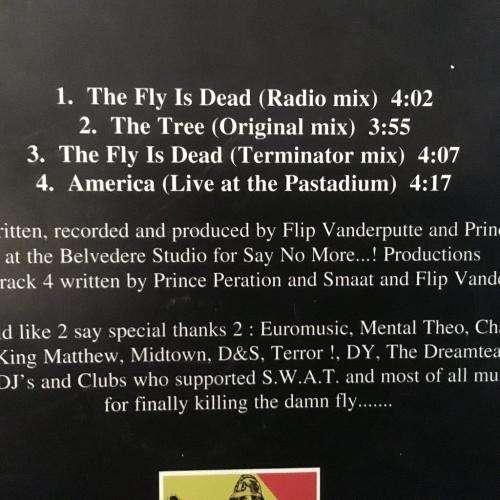 1. The Fly Is Dead (Radio mix) 4:02
2. The Tree (Original mix) 3:55
3. The Fly Is Dead (Terminator mix) 4:07
4. America (Live at the Pastadium) 4:17
ritten, recorded and produced by Flip Vanderputte and Princ
at the Belvedere Studio for Say No More...! Productions
rack 4 written by Prince Peration and Smaat and Flip Vande
ld like 2 say special thanks 2 : Euromusic, Mental Theo, Cha
King Matthew, Midtown, D&S, Terror !, DY, The Dreamtea
DJ's and Clubs who supported S.W.A.T. and most of all mu
for finally killing the damn fly.......